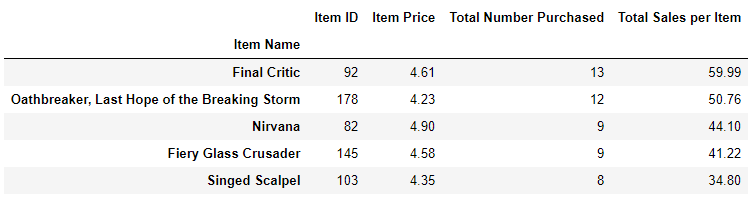 Item ID Item Price Total Number Purchased Total Sales per Item
Item Name
Final Critic 92 4.61 13 59.99
Oathbreaker, Last Hope of the Breaking Storm 178 4.23 12 50.76
Nirvana 82 4.90 9 44.10
Fiery Glass Crusader 145 4.58 9 41.22
Singed Scalpel 103 4.35 8 34.80